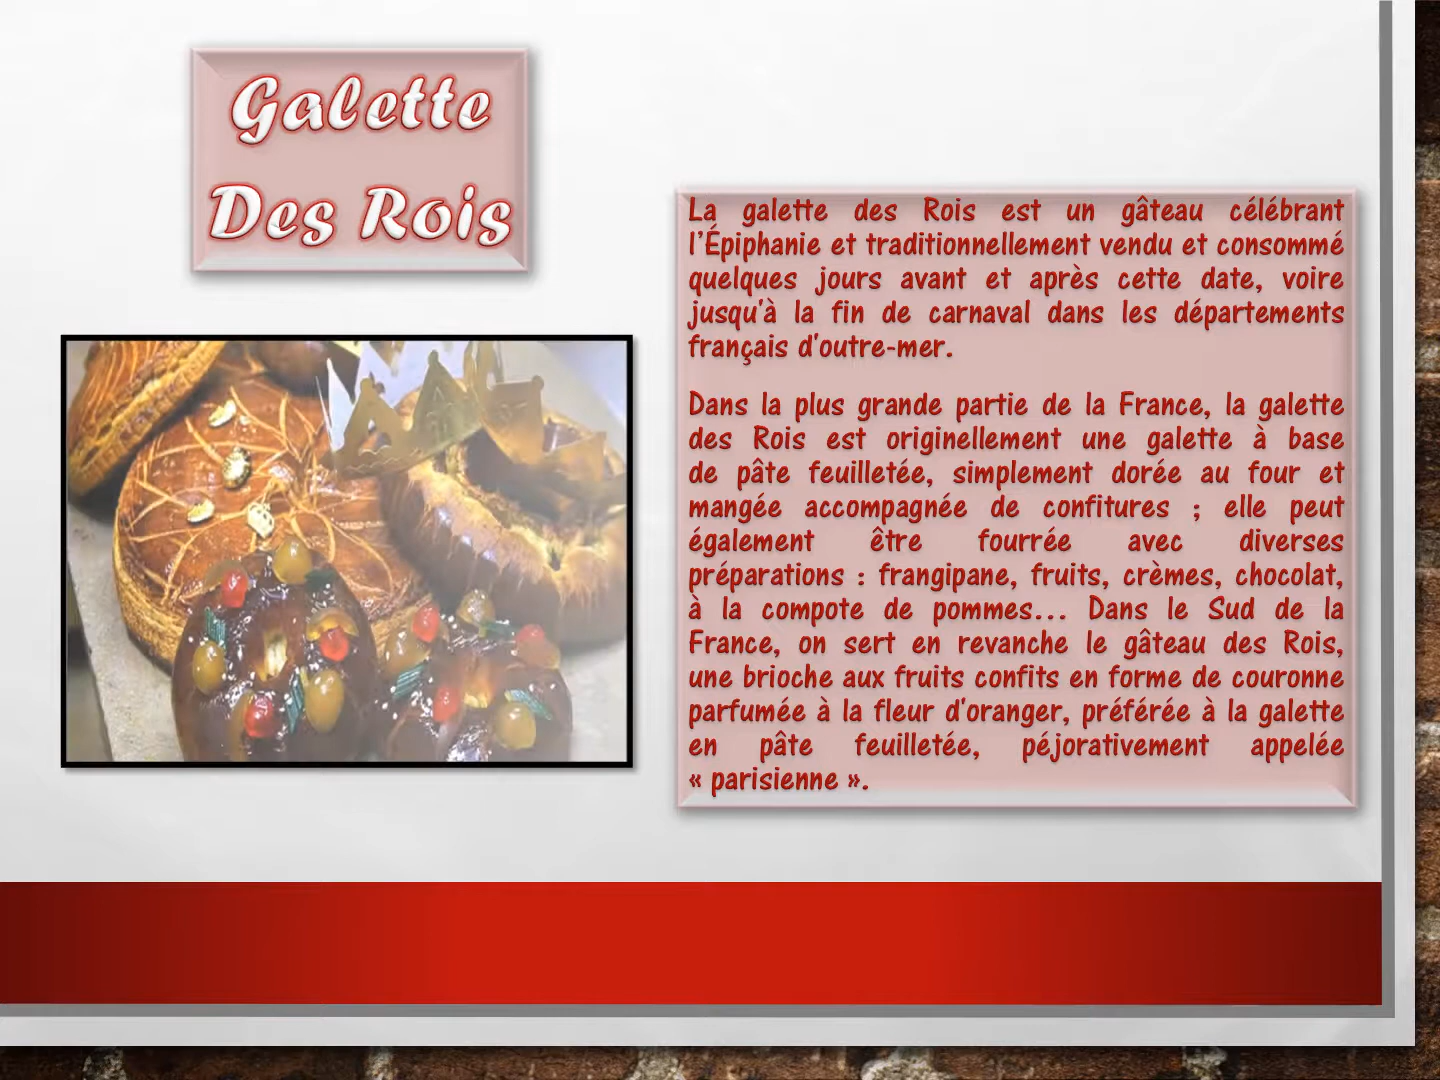 Galette
Des Rois
La galette des Rois est un gâteau célébrant
l’Épiphanie et traditionnellement vendu et consommé
quelques jours avant et après cette date, voire
jusqu'à la fin de carnaval dans les départements
français d'outre-mer.
Dans la plus grande partie de la France, la galette
des Rois est originellement une galette à base
de pâte feuilletée, simplement dorée au four et
mangée accompagnée de confitures ; elle peut
également être fourrée avec diverses
préparations : frangipane, fruits, crèmes, chocolat,
à la compote de pommes... Dans le Sud de la
France, on sert en revanche le gâteau des Rois,
une brioche aux fruits confits en forme de couronne
parfumée à la fleur d'oranger, préférée à la galette
en pâte feuilletée, péjorativement appelée
« parisienne ».